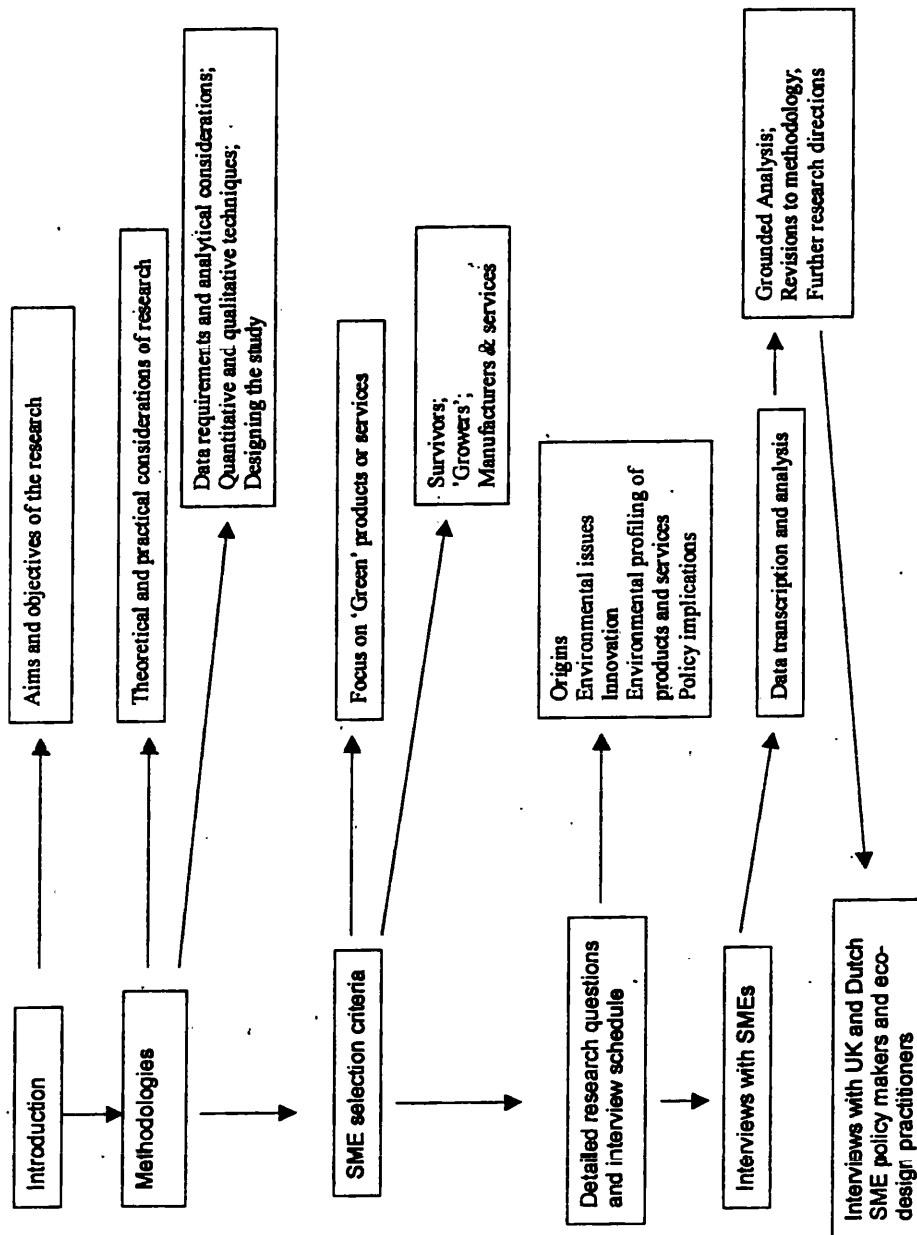 Introduction
Aims and objectives of the research
Methodologies
Theoretical and practical considerations of research
Data requirements and analytical considerations;
Quantitative and qualitative techniques;
Designing the study
SME selection criteria
Focus on 'Green' products or services
Survivors;
'Growers';
Manufacturers & services
Detailed research questions
and interview schedule
Origins
Environmental issues
Innovation
Environmental profiling of
products and services
Policy implications
Interviews with SMEs
Data transcription and analysis
Grounded Analysis;
Revisions to methodology;
Further research directions
Interviews with UK and Dutch
SME policy makers and eco-
design practitioners